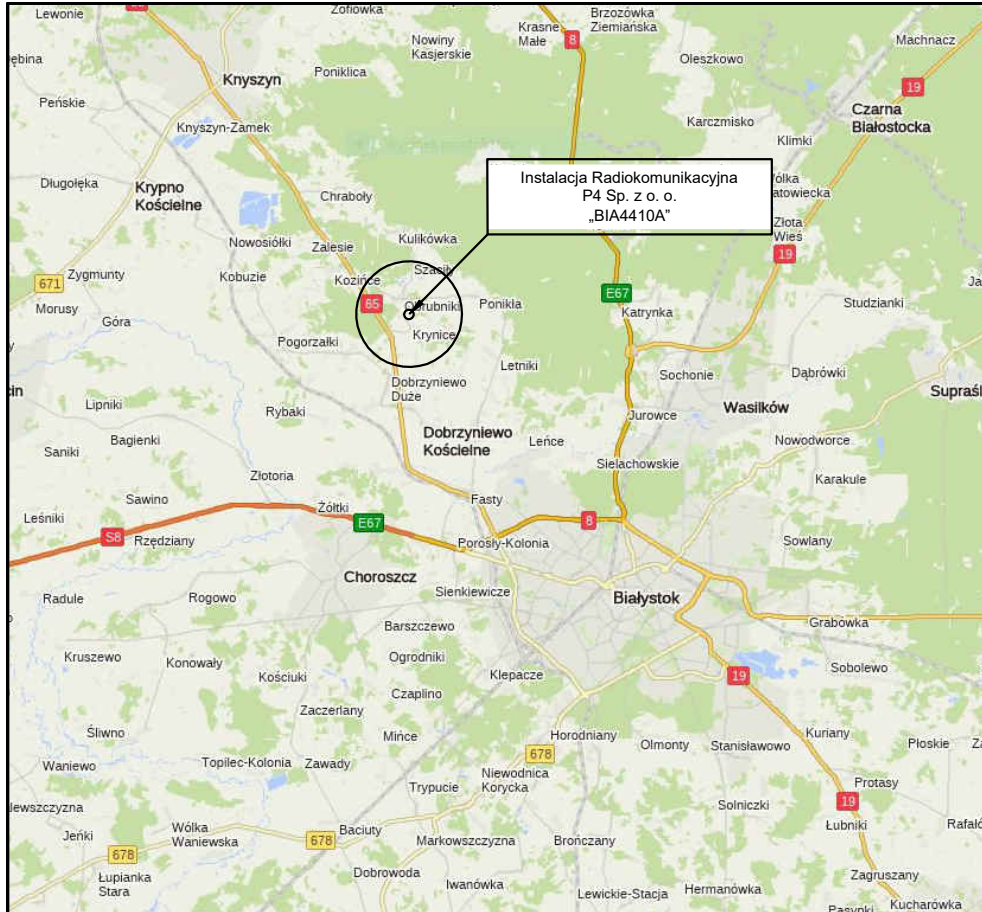 Lewonie
Zofiówka
Brzozówka
Ziemiańska
Krasne
Małe
8
Nowiny
Kasjerskie
Machnacz
Oleszkowo
Knyszyn
Poniklica
19
Peńskie
Czarna
Białostocka
Karczmisko
Knyszyn-Zamek
Klimki
Instalacja Radiokomunikacyjna
P4 Sp. z o. o.
„BIA4410A”
Długołęka
Krypno
Kościelne
Chraboły
Złota
Wieś
Nowosiółki
Zalesie
Kulikówka
19
Zygmunty
671
Kobuzie
Kozińce
Szaciły
E67
Morusy
65
Obrubniki
Ponikła
Katrynka
Studzianki
Góra
Pogorzałki
Krynice
Letniki
Sochonie
Dąbrówki
Dobrzyniewo
Duże
Lipniki
Rybaki
Jurowce
Wasilków
Bagienki
Saniki
Dobrzyniewo
Kościelne
Leńce
Nowodworce
Sielachowskie
Złotoria
Karakule
Sawino
Żółtki
Fasty
Leśniki
S8
Rzędziany
E67
8
Porosły-Kolonia
Sowlany
Choroszcz
Radule
Rogowo
Sienkiewicze
Białystok
Grabówka
Barszczewo
Kruszewo
Konowały
Ogrodniki
Sobolewo
Kościuki
Klepacze
19
Czaplino
Zaczerlany
Śliwno
Mińce
Horodniany
Olmonty
Stanisławowo
Kuriany
Płoskie
678
Waniewo
Topilec-Kolonia
Zawady
Niewodnica
Korycka
Trypucie
Protasy
Solniczki
19
Jeńki
Wólka
Waniewska
Baciuty
678
Markowszczyzna
Brończany
Łubniki
678
Łupianka
Stara
Dobrowoda
Iwanówka
Lewickie-Stacja
Hermanówka
Zagruszany
Kucharówka